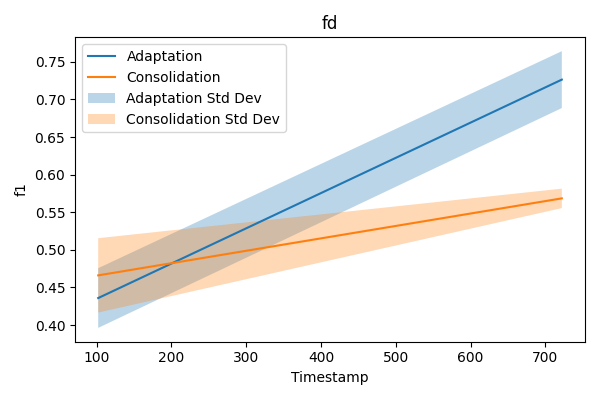 fd
0.75
0.70
0.65
0.60
0.55
0.50
0.45
0.40
f1
Adaptation
Consolidation
Adaptation Std Dev
Consolidation Std Dev
100 200 300 400 500 600 700
Timestamp